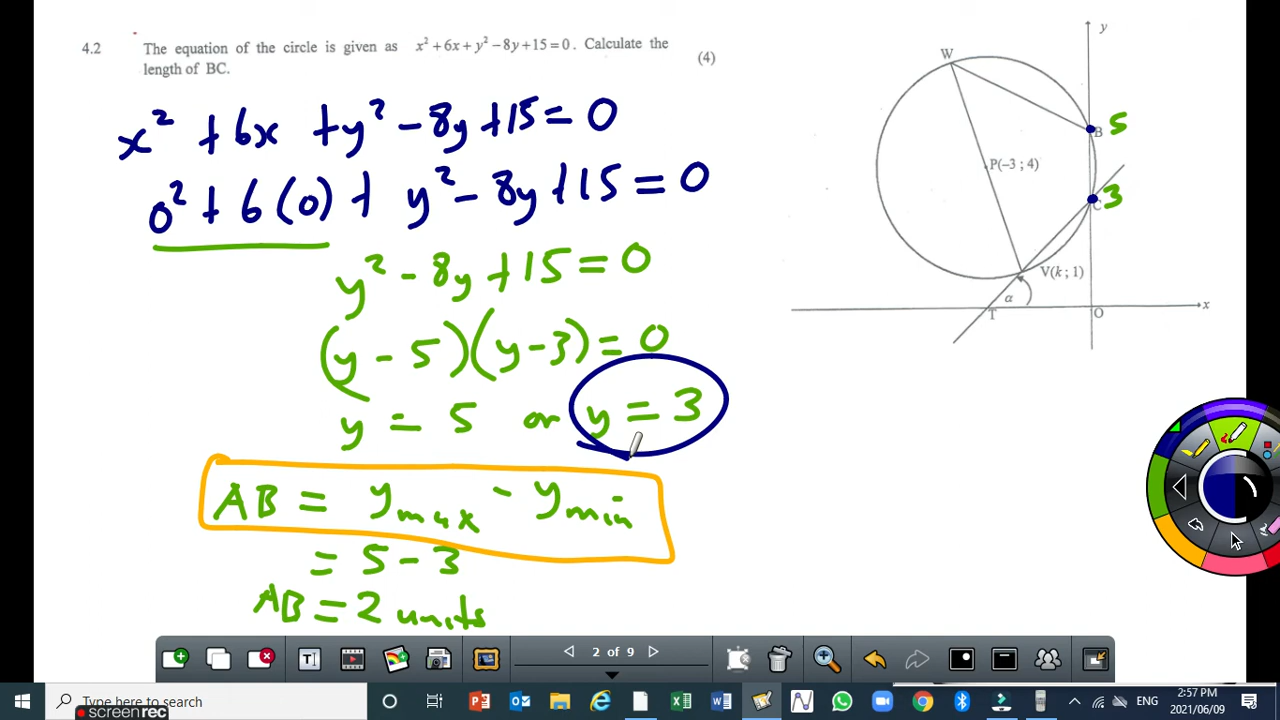 4.2 The equation of the circle is given as x² + 6x + y² − 8y + 15 = 0. Calculate the
length of BC. (4)
x² + 6x + y² − 8y + 15 = 0
0² + 6(0) + y² − 8y + 15 = 0
y² − 8y + 15 = 0
(y − 5)(y − 3) = 0
y = 5 or y = 3
AB = ymax - ymin
= 5 − 3
AB = 2 units
y
W
B 5
P(−3 ; 4)
C 3
V(k ; 1)
α
T O x
T
2 of 9
Type here to search
screenrec
ENG
2:57 PM
2021/06/09